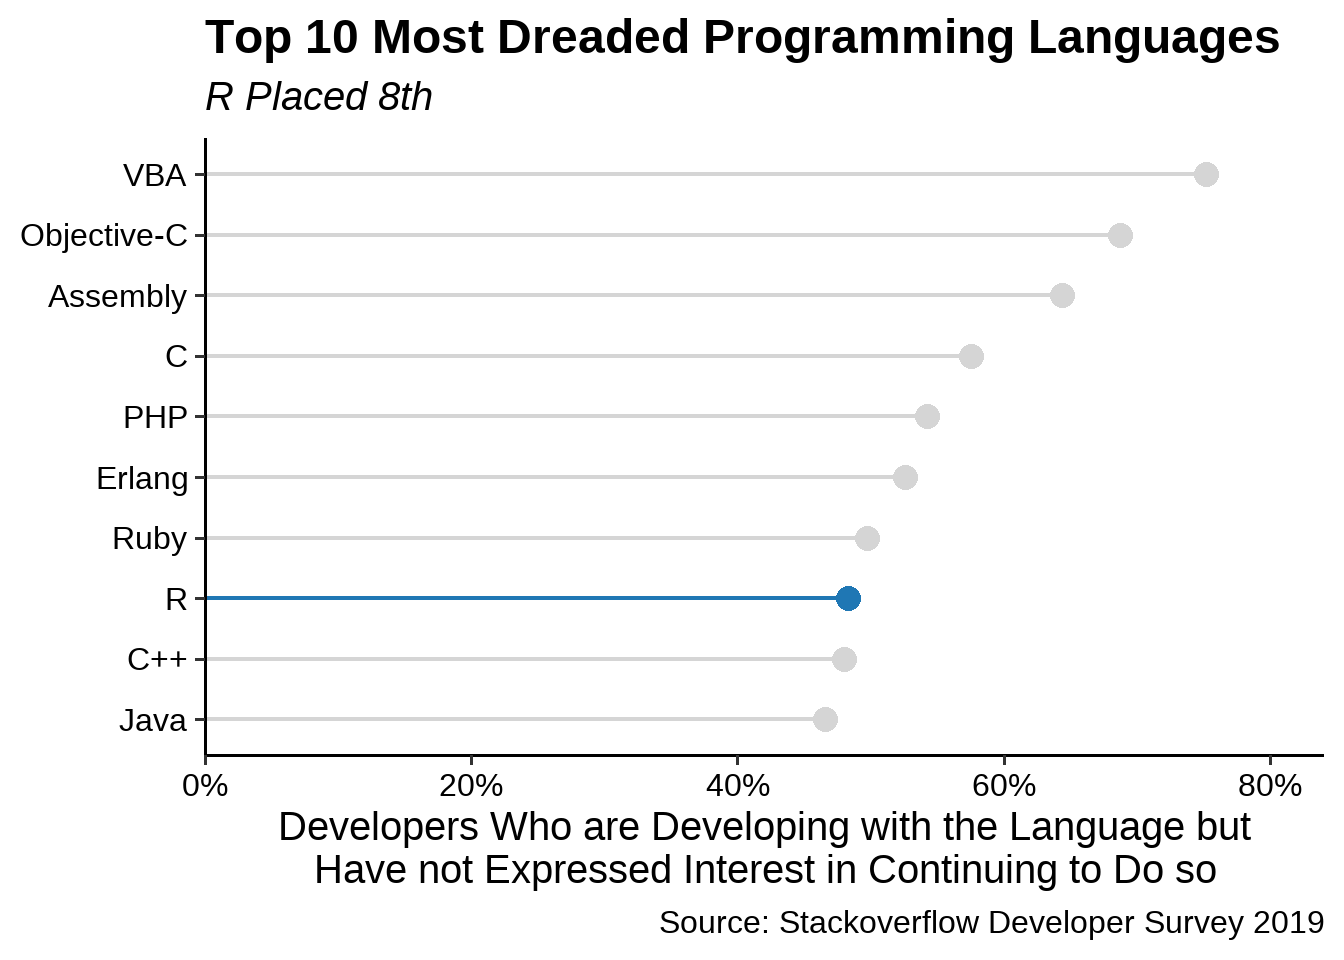 Top 10 Most Dreaded Programming Languages
R Placed 8th
VBA
Objective-C
Assembly
C
PHP
Erlang
Ruby
R
C++
Java
0% 20% 40% 60% 80%
Developers Who are Developing with the Language but
Have not Expressed Interest in Continuing to Do so
Source: Stackoverflow Developer Survey 2019